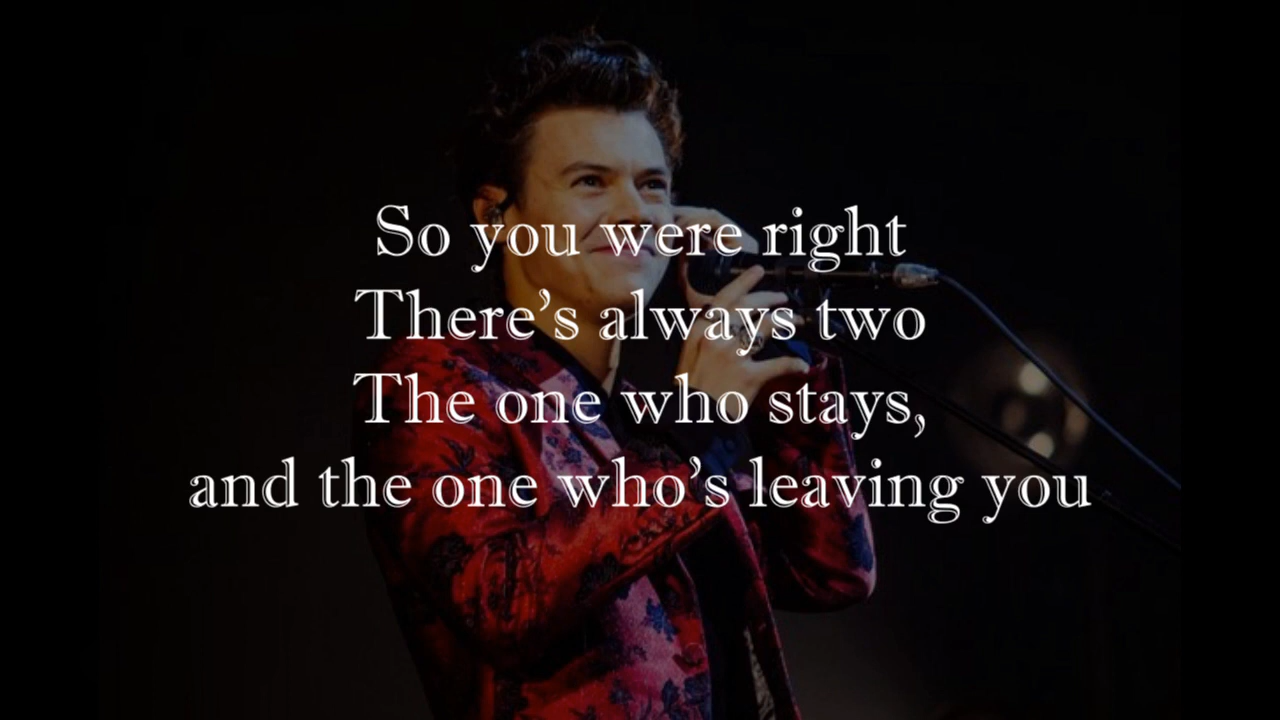 So you were right
There’s always two
The one who stays,
and the one who’s leaving you